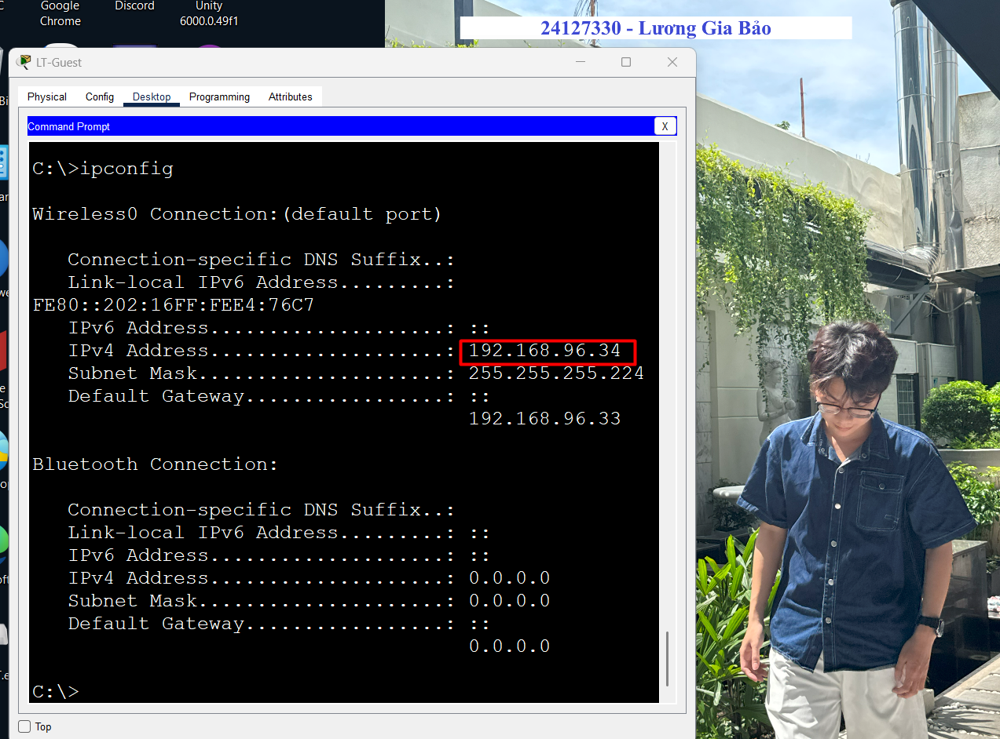 Google
Chrome
Discord
Unity
6000.0.49f1
24127330 - Lương Gia Bảo
LT-Guest
Physical Config Desktop Programming Attributes
Command Prompt
X
C:\>ipconfig
Wireless0 Connection:(default port)
Connection-specific DNS Suffix..:
Link-local IPv6 Address.........:
FE80::202:16FF:FEE4:76C7
IPv6 Address....................: ::
IPv4 Address....................: 192.168.96.34
Subnet Mask.....................: 255.255.255.224
Default Gateway.................: ::
192.168.96.33
Bluetooth Connection:
Connection-specific DNS Suffix..:
Link-local IPv6 Address.........: ::
IPv6 Address....................: ::
IPv4 Address....................: 0.0.0.0
Subnet Mask.....................: 0.0.0.0
Default Gateway.................: ::
0.0.0.0
C:\>
Top